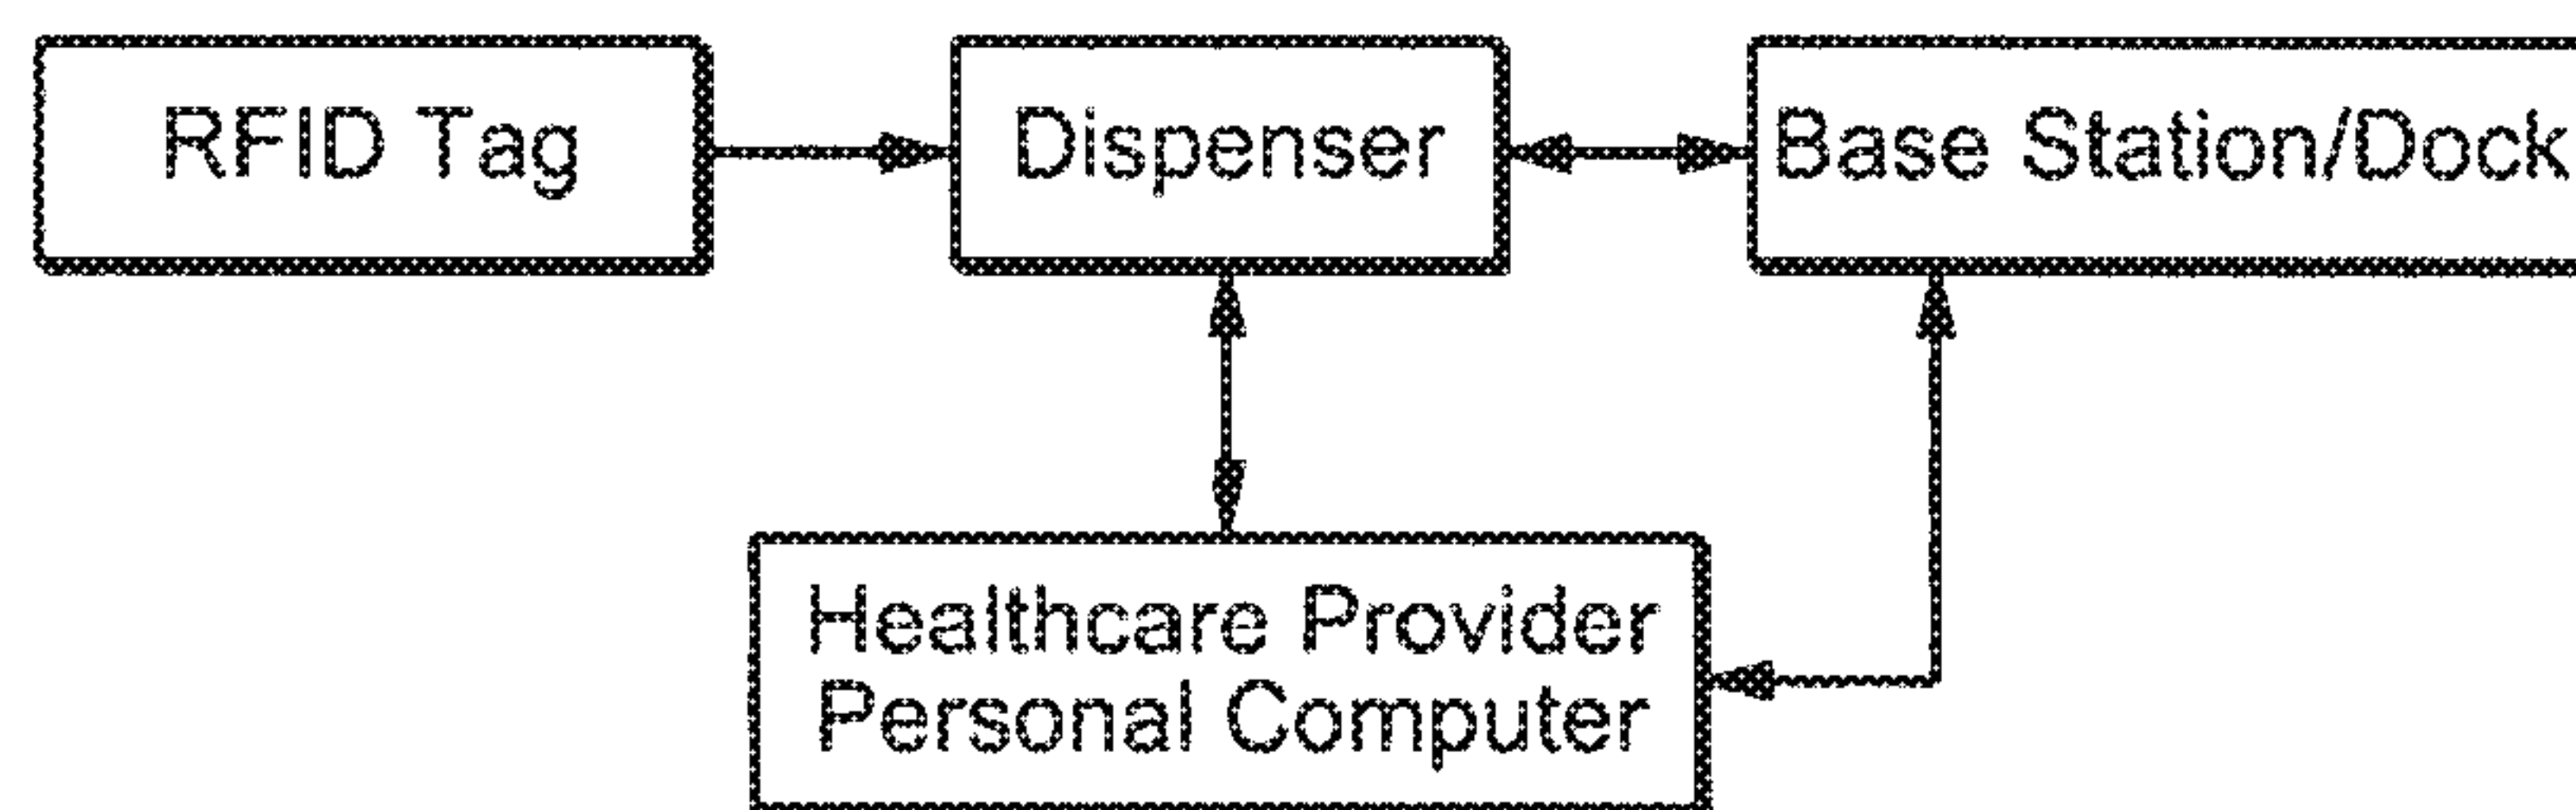 RFID Tag
Dispenser
Base Station/Dock
Healthcare Provider
Personal Computer